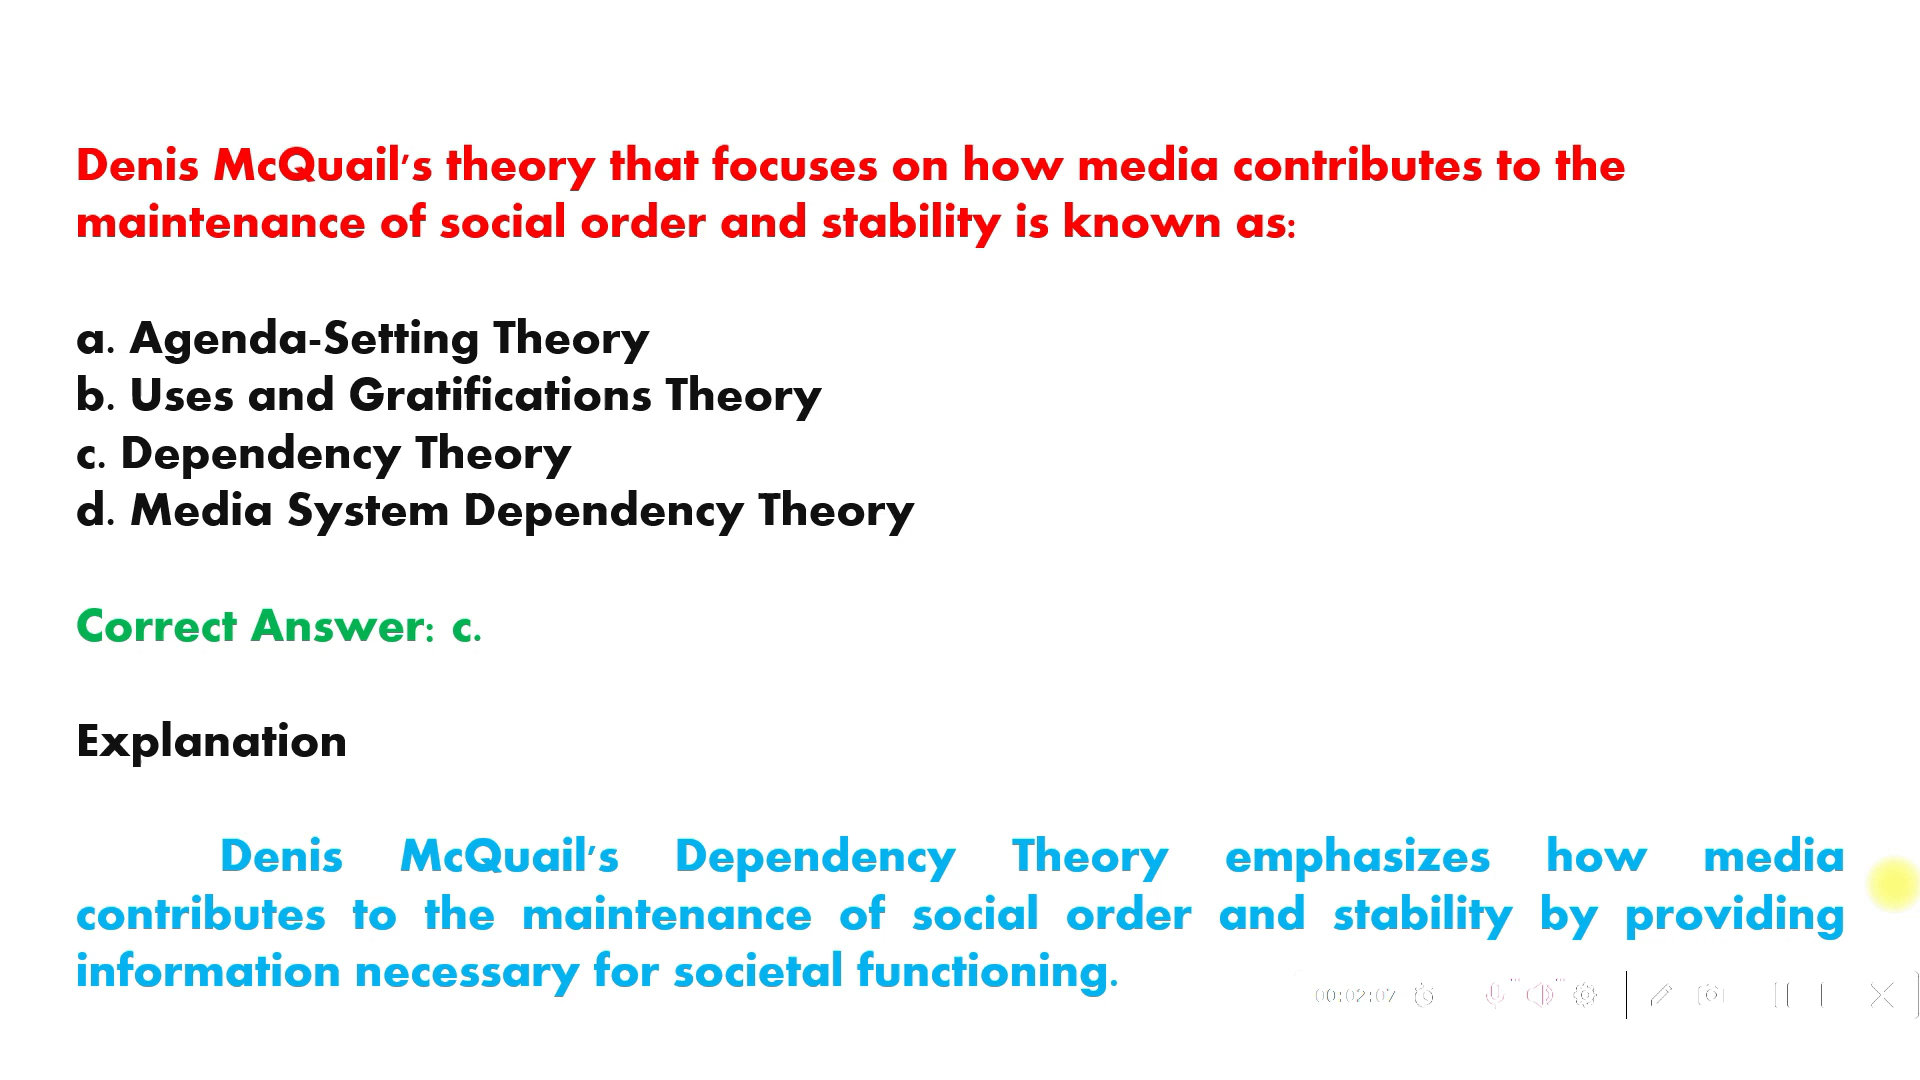 Denis McQuail's theory that focuses on how media contributes to the
maintenance of social order and stability is known as:
a. Agenda-Setting Theory
b. Uses and Gratifications Theory
c. Dependency Theory
d. Media System Dependency Theory
Correct Answer: c.
Explanation
Denis McQuail's Dependency Theory emphasizes how media
contributes to the maintenance of social order and stability by providing
information necessary for societal functioning.
00:02:07